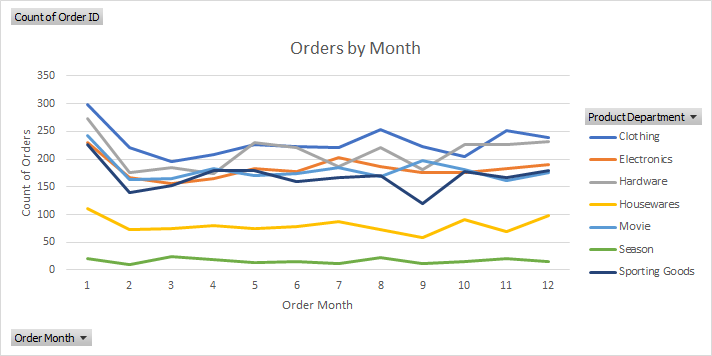 Count of Order ID
Orders by Month
350
300
250
200
150
100
50
0
Count of Orders
1 2 3 4 5 6 7 8 9 10 11 12
Order Month
Product Department
Clothing
Electronics
Hardware
Housewares
Movie
Season
Sporting Goods
Order Month